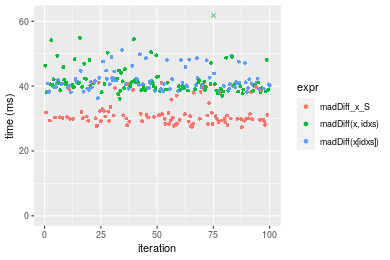 60
40
20
0
time (ms)
0
25
50
75
100
iteration
expr
madDiff_x_S
madDiff(x, idxs)
madDiff(x[idxs])